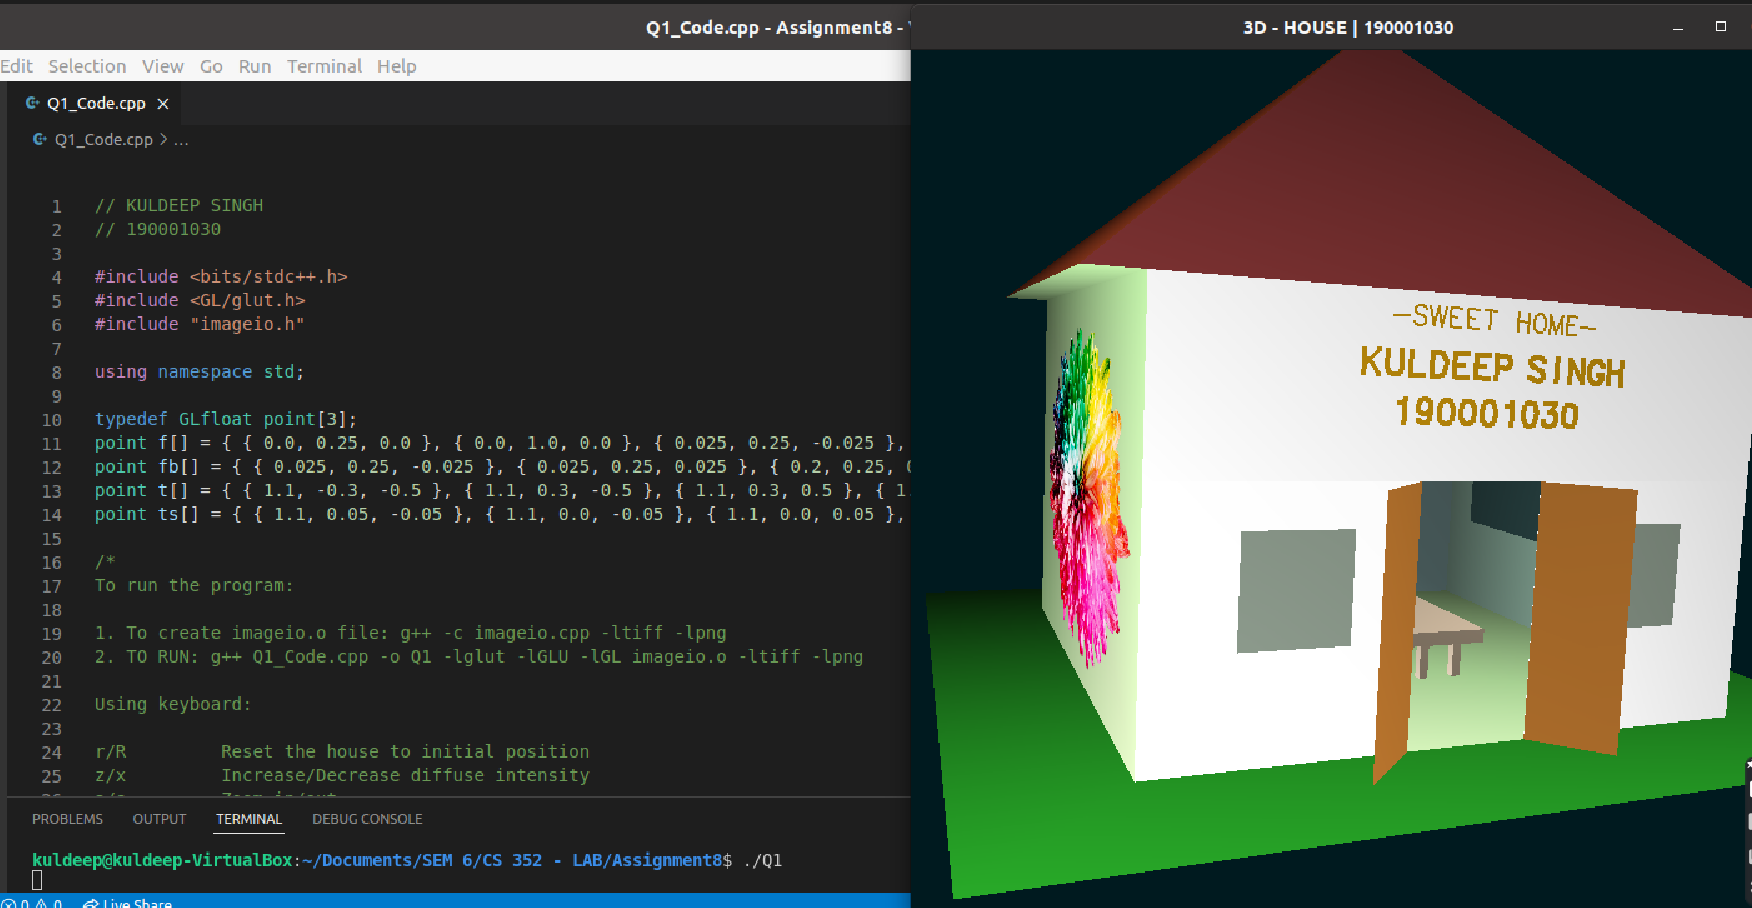 Q1_Code.cpp - Assignment8 -
Edit Selection View Go Run Terminal Help
Q1_Code.cpp ×
Q1_Code.cpp > ...
1 // KULDEEP SINGH
2 // 190001030
3
4 #include <bits/stdc++.h>
5 #include <GL/glut.h>
6 #include "imageio.h"
7
8 using namespace std;
9
10 typedef GLfloat point[3];
11 point f[] = { { 0.0, 0.25, 0.0 }, { 0.0, 1.0, 0.0 }, { 0.025, 0.25, -0.025 },
12 point fb[] = { { 0.025, 0.25, -0.025 }, { 0.025, 0.25, 0.025 }, { 0.2, 0.25,
13 point t[] = { { 1.1, -0.3, -0.5 }, { 1.1, 0.3, -0.5 }, { 1.1, 0.3, 0.5 }, { 1.
14 point ts[] = { { 1.1, 0.05, -0.05 }, { 1.1, 0.0, -0.05 }, { 1.1, 0.0, 0.05 },
15
16 /*
17 To run the program:
18
19 1. To create imageio.o file: g++ -c imageio.cpp -ltiff -lpng
20 2. TO RUN: g++ Q1_Code.cpp -o Q1 -lglut -lGLU -lGL imageio.o -ltiff -lpng
21
22 Using keyboard:
23
24 r/R Reset the house to initial position
25 z/x Increase/Decrease diffuse intensity
PROBLEMS OUTPUT TERMINAL DEBUG CONSOLE
kuldeep@kuldeep-VirtualBox:~/Documents/SEM 6/CS 352 - LAB/Assignment8$ ./Q1
0 0 Live Share
3D - HOUSE | 190001030
—SWEET HOME—
KULDEEP SINGH
190001030